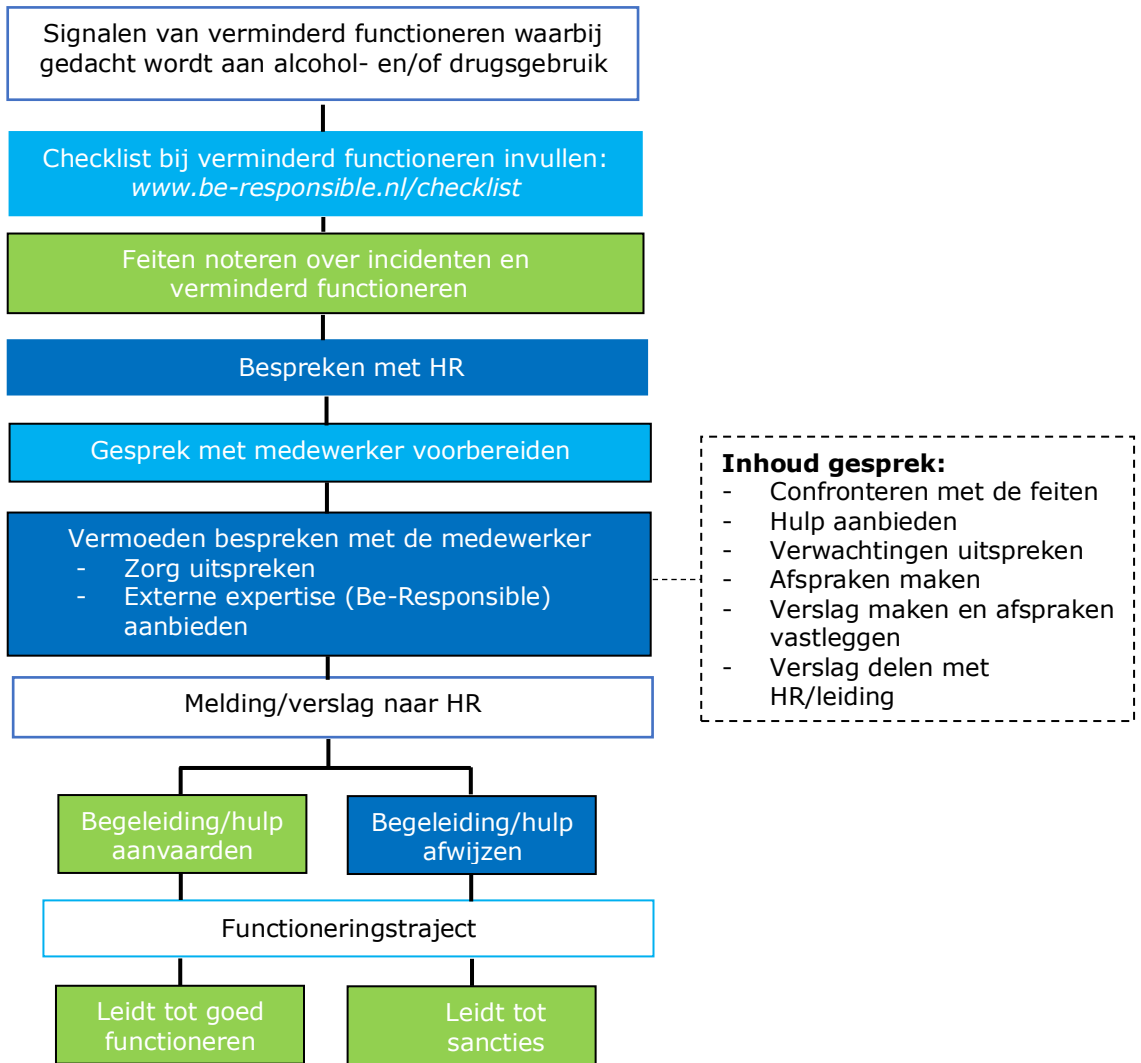 Signalen van verminderd functioneren waarbij
gedacht wordt aan alcohol- en/of drugsgebruik
Checklist bij verminderd functioneren invullen:
www.be-responsible.nl/checklist
Feiten noteren over incidenten en
verminderd functioneren
Bespreken met HR
Gesprek met medewerker voorbereiden
Vermoeden bespreken met de medewerker
- Zorg uitspreken
- Externe expertise (Be-Responsible)
aanbieden
Inhoud gesprek:
- Confronteren met de feiten
- Hulp aanbieden
- Verwachtingen uitspreken
- Afspraken maken
- Verslag maken en afspraken
vastleggen
- Verslag delen met
HR/leiding
Melding/verslag naar HR
Begeleiding/hulp
aanvaarden
Begeleiding/hulp
afwijzen
Functioneringstraject
Leidt tot goed
functioneren
Leidt tot
sancties